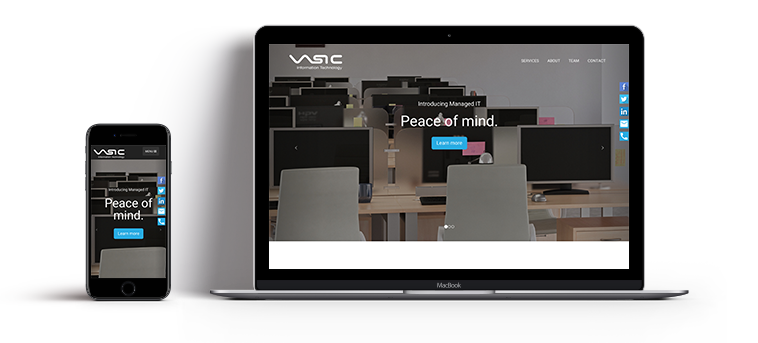 VASIC
Information Technology
MENU
Introducing Managed IT
Peace of
mind.
Learn more
VASIC
Information Technology
SERVICES
ABOUT
TEAM
CONTACT
Introducing Managed IT
Peace of mind.
Learn more
MacBook